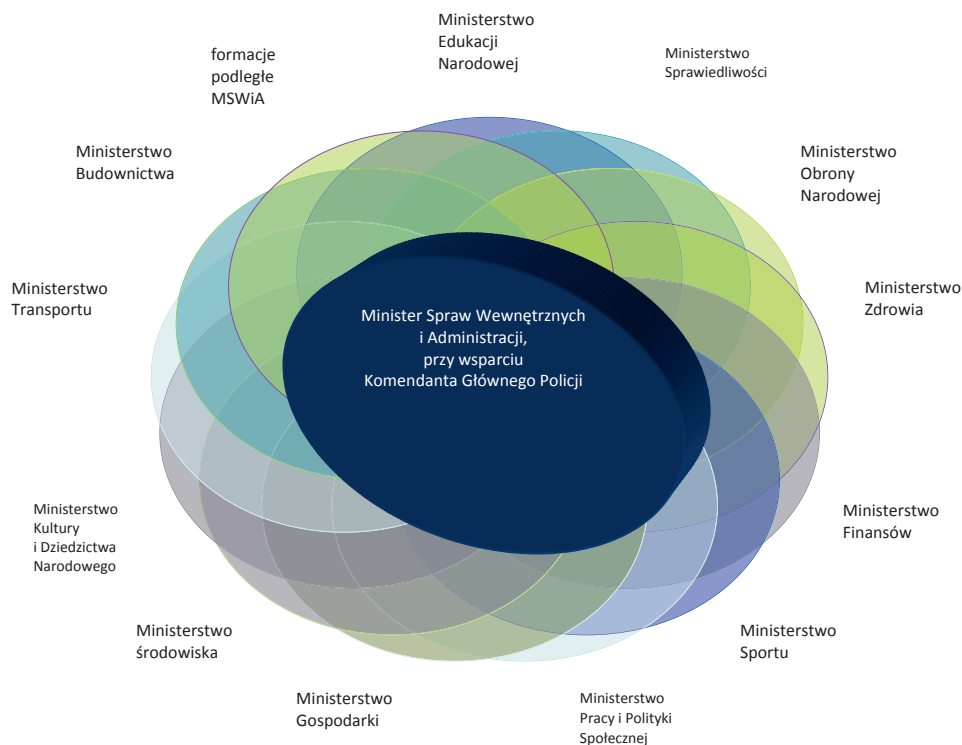 Ministerstwo
Edukacji
Narodowej
formacje
podległe
MSWiA
Ministerstwo
Sprawiedliwości
Ministerstwo
Budownictwa
Ministerstwo
Obrony
Narodowej
Ministerstwo
Transportu
Ministerstwo
Zdrowia
Minister Spraw Wewnętrznych
i Administracji,
przy wsparciu
Komendanta Głównego Policji
Ministerstwo
Kultury
i Dziedzictwa
Narodowego
Ministerstwo
Finansów
Ministerstwo
środowiska
Ministerstwo
Sportu
Ministerstwo
Gospodarki
Ministerstwo
Pracy i Polityki
Społecznej